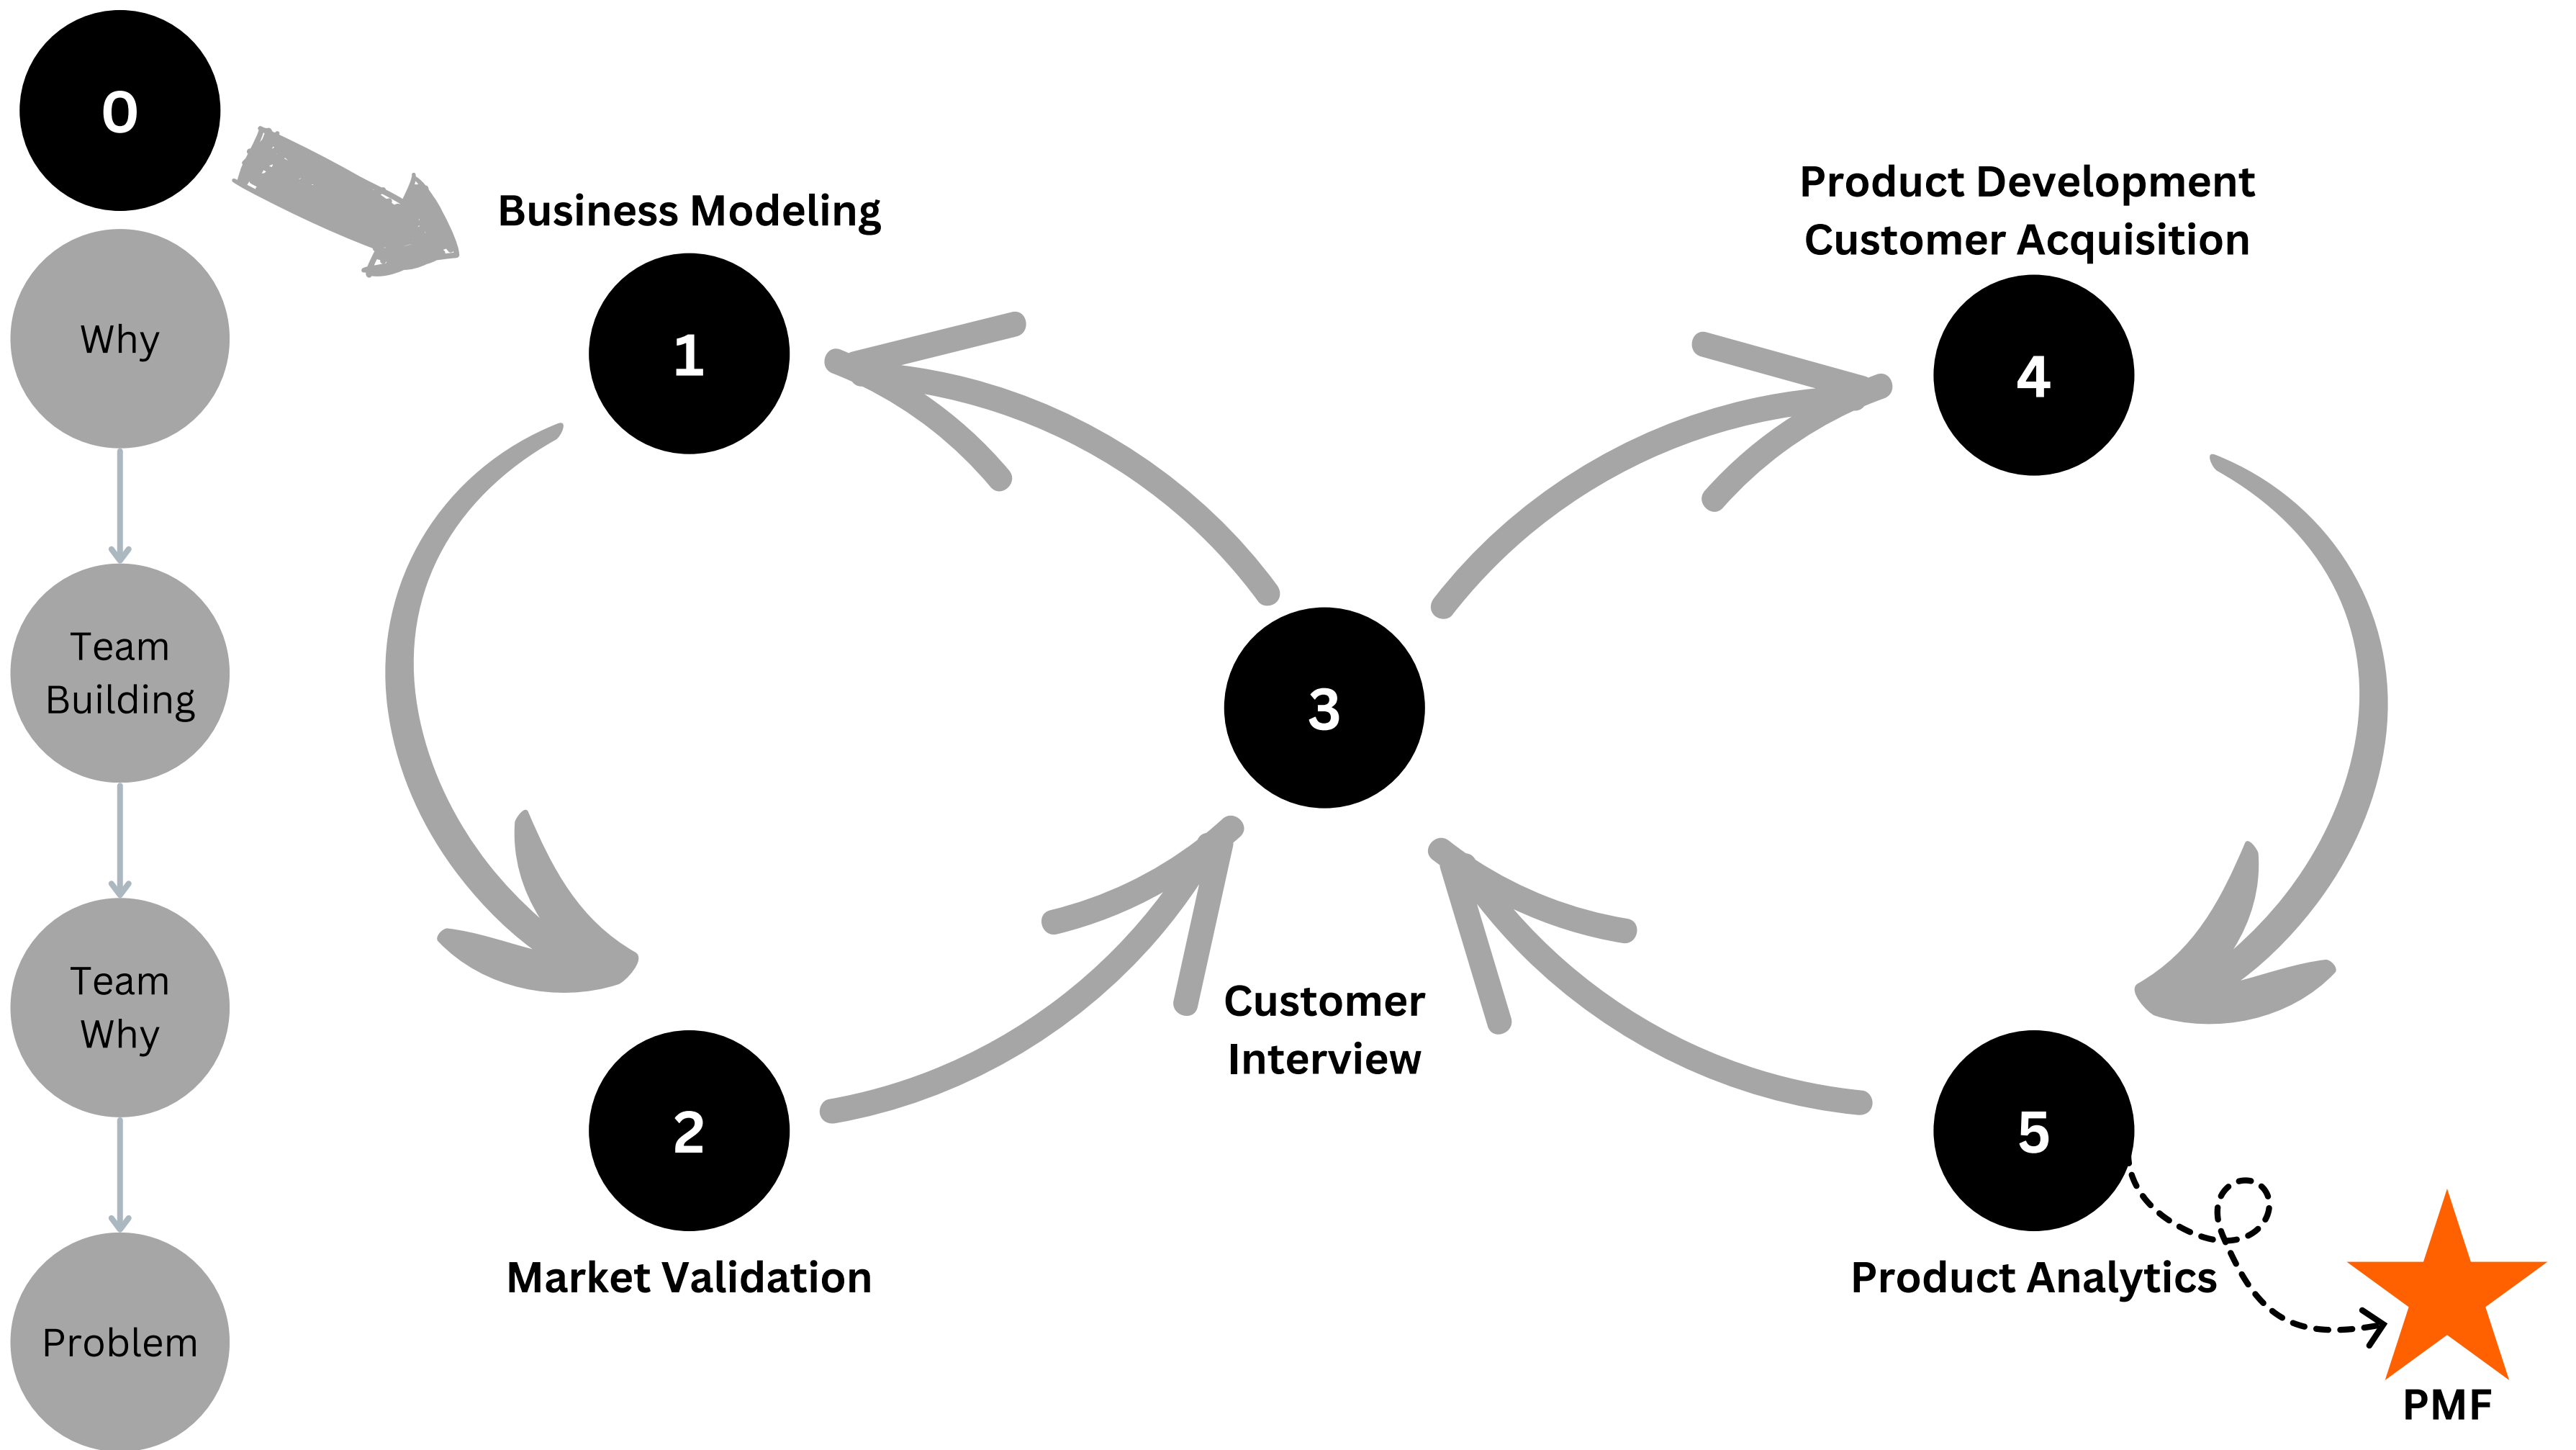 0
Why
Team
Building
Team
Why
Problem
Business Modeling
1
2
Market Validation
3
Customer
Interview
Product Development
Customer Acquisition
4
5
Product Analytics
PMF